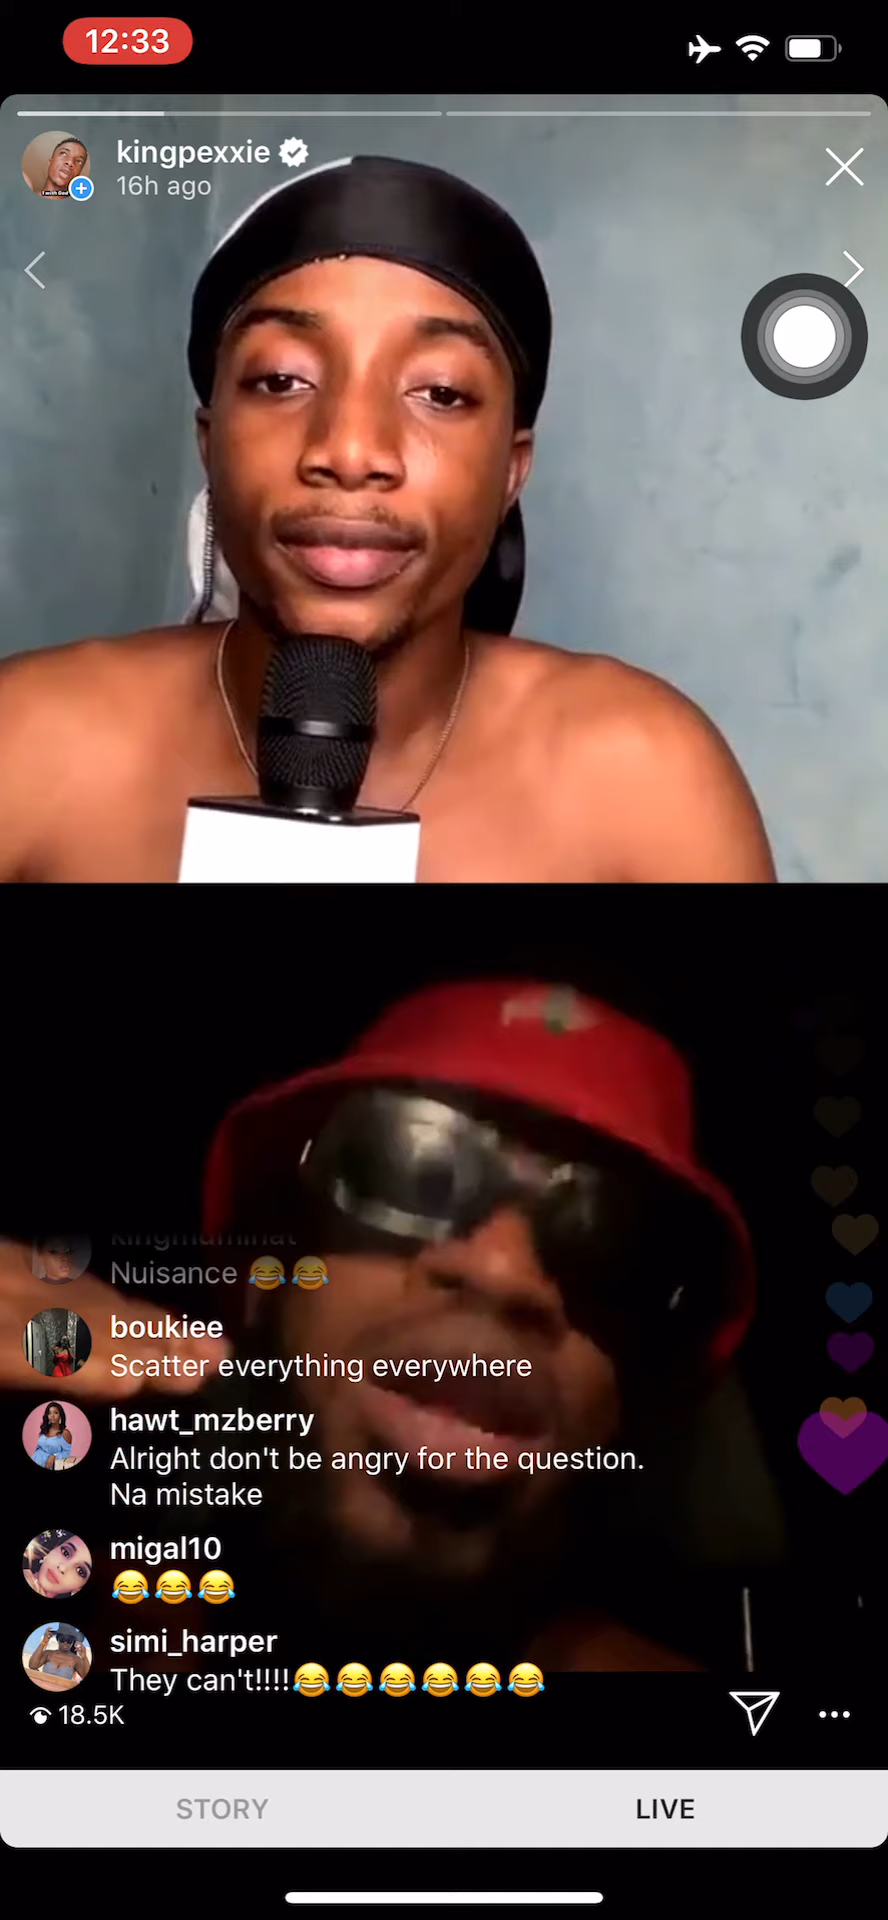 12:33
kingpexxie
16h ago
Nuisance 😂😂
boukiee
Scatter everything everywhere
hawt_mzberry
Alright don't be angry for the question.
Na mistake
migal10
😂😂😂
simi_harper
They can't!!!!😂😂😂😂😂😂
18.5K
STORY
LIVE